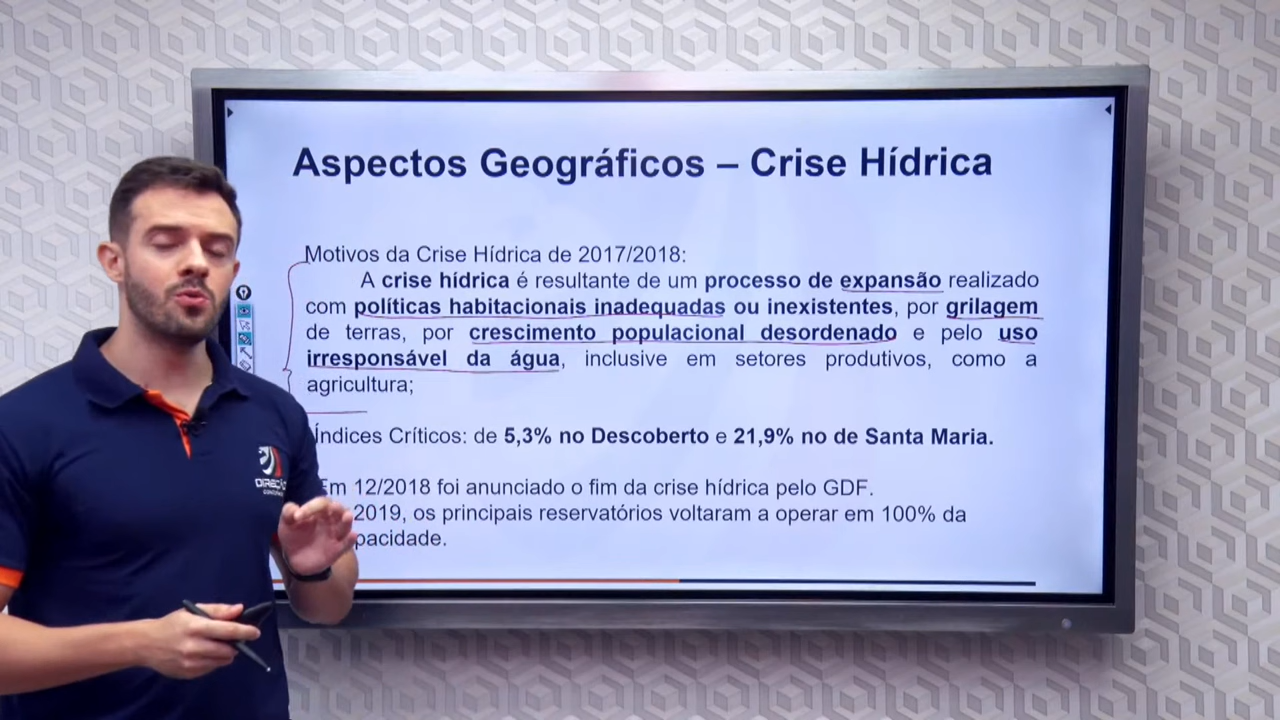 Aspectos Geográficos – Crise Hídrica
Motivos da Crise Hídrica de 2017/2018:
A crise hídrica é resultante de um processo de expansão realizado
com políticas habitacionais inadequadas ou inexistentes, por grilagem
de terras, por crescimento populacional desordenado e pelo uso
irresponsável da água, inclusive em setores produtivos, como a
agricultura;
Índices Críticos: de 5,3% no Descoberto e 21,9% no de Santa Maria.
Em 12/2018 foi anunciado o fim da crise hídrica pelo GDF.
2019, os principais reservatórios voltaram a operar em 100% da
pacidade.
DIREÇÃO